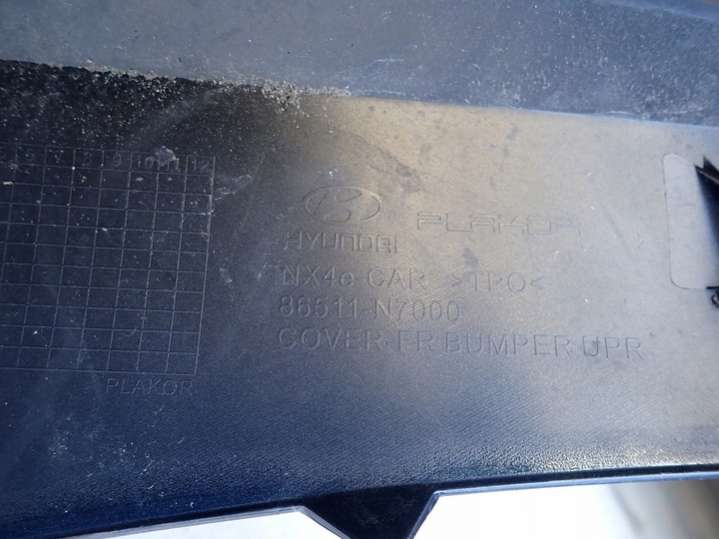 HYUNDAI PLAKOR
NX4e CAR >TPO<
86511-N7000
COVER-FR BUMPER UPR
PLAKOR